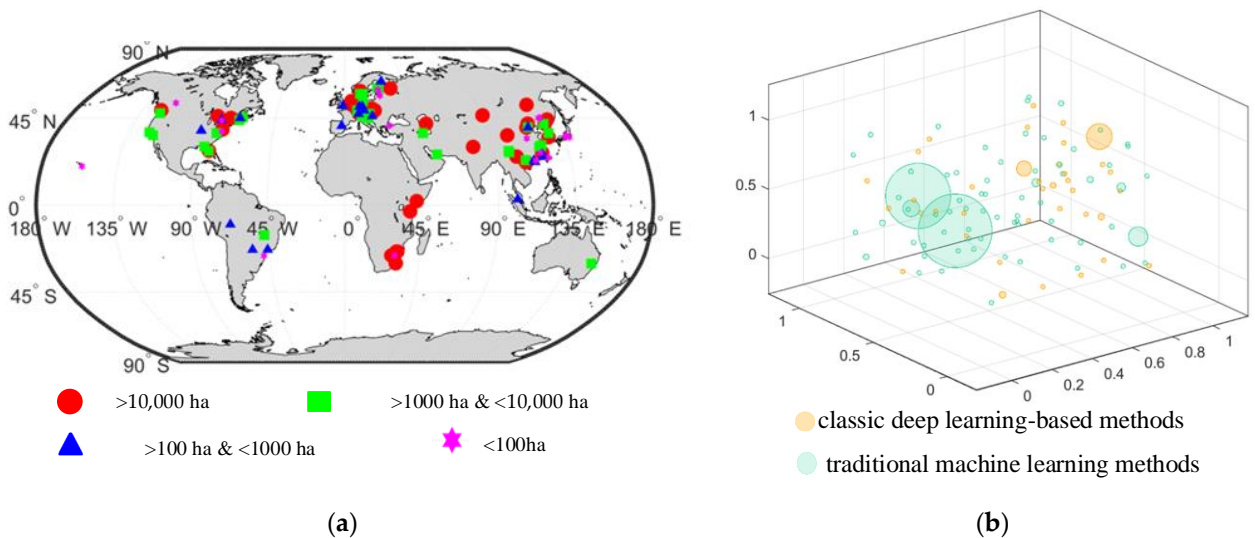 90° N
45° N
0°
180° W 135° W 90° W 45° W 0° 45° E 90° E 135° E 180° E
45° S
90° S
>10,000 ha >1000 ha & <10,000 ha
>100 ha & <1000 ha <100ha
(a)
1
0.5
0
1 0.5 0
0 0.2 0.4 0.6 0.8 1
classic deep learning-based methods
traditional machine learning methods
(b)